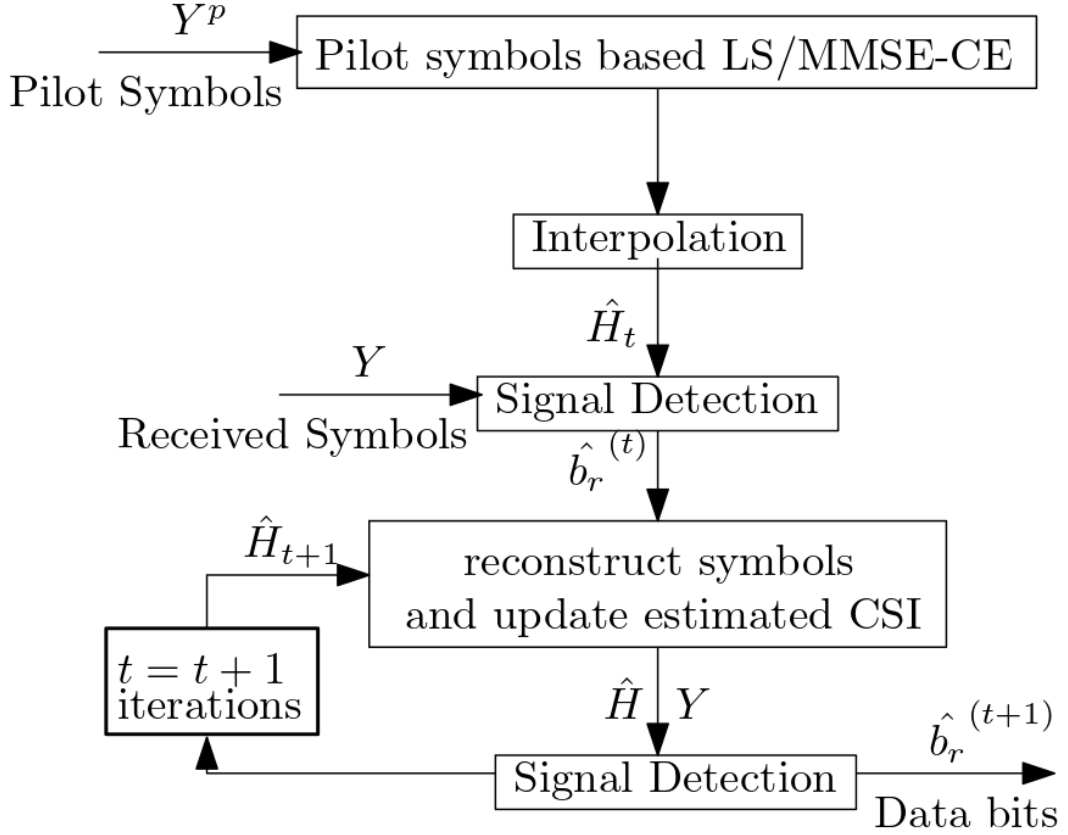 Y^p
Pilot Symbols
Pilot symbols based LS/MMSE-CE
Interpolation
Ĥ_t
Y
Received Symbols
Signal Detection
b̂_r^(t)
Ĥ_{t+1}
reconstruct symbols
and update estimated CSI
t = t + 1
iterations
Ĥ Y
Signal Detection
b̂_r^(t+1)
Data bits